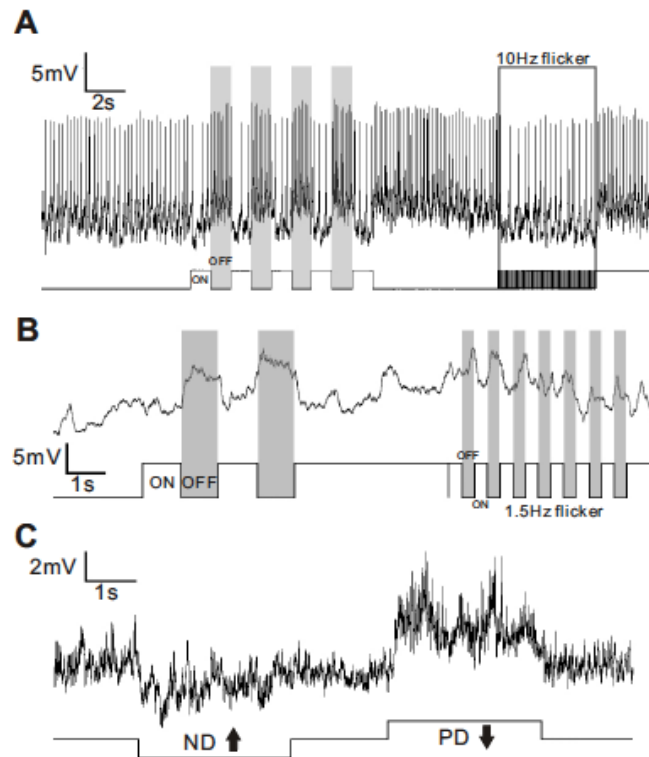 A
5mV
2s
10Hz flicker
OFF
ON
B
5mV
1s
ON
OFF
OFF
ON
1.5Hz flicker
C
2mV
1s
ND
PD